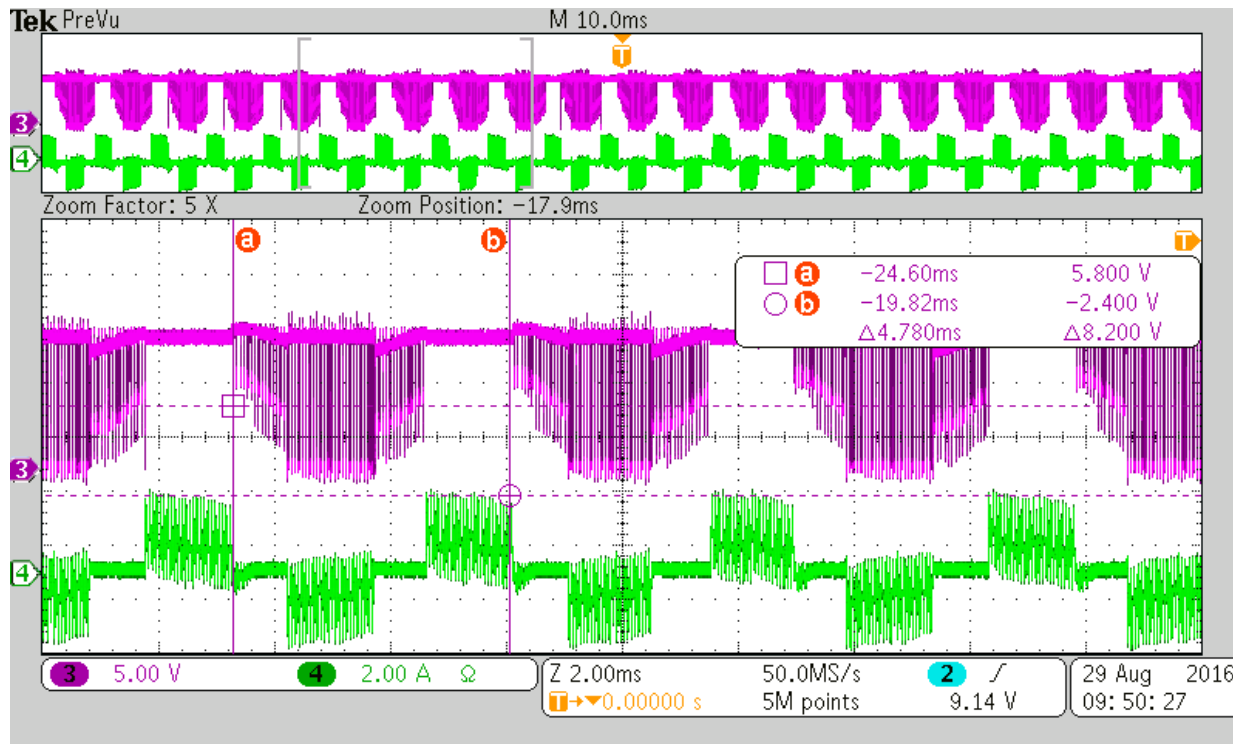 Tek PreVu M 10.0ms
T
3
4
Zoom Factor: 5 X Zoom Position: -17.9ms
a b T
a -24.60ms 5.800 V
b -19.82ms -2.400 V
Δ4.780ms Δ8.200 V
3
4
3 5.00 V 4 2.00 A Ω Z 2.00ms 50.0MS/s 2 29 Aug 2016
T→▼0.00000 s 5M points 9.14 V 09:50:27